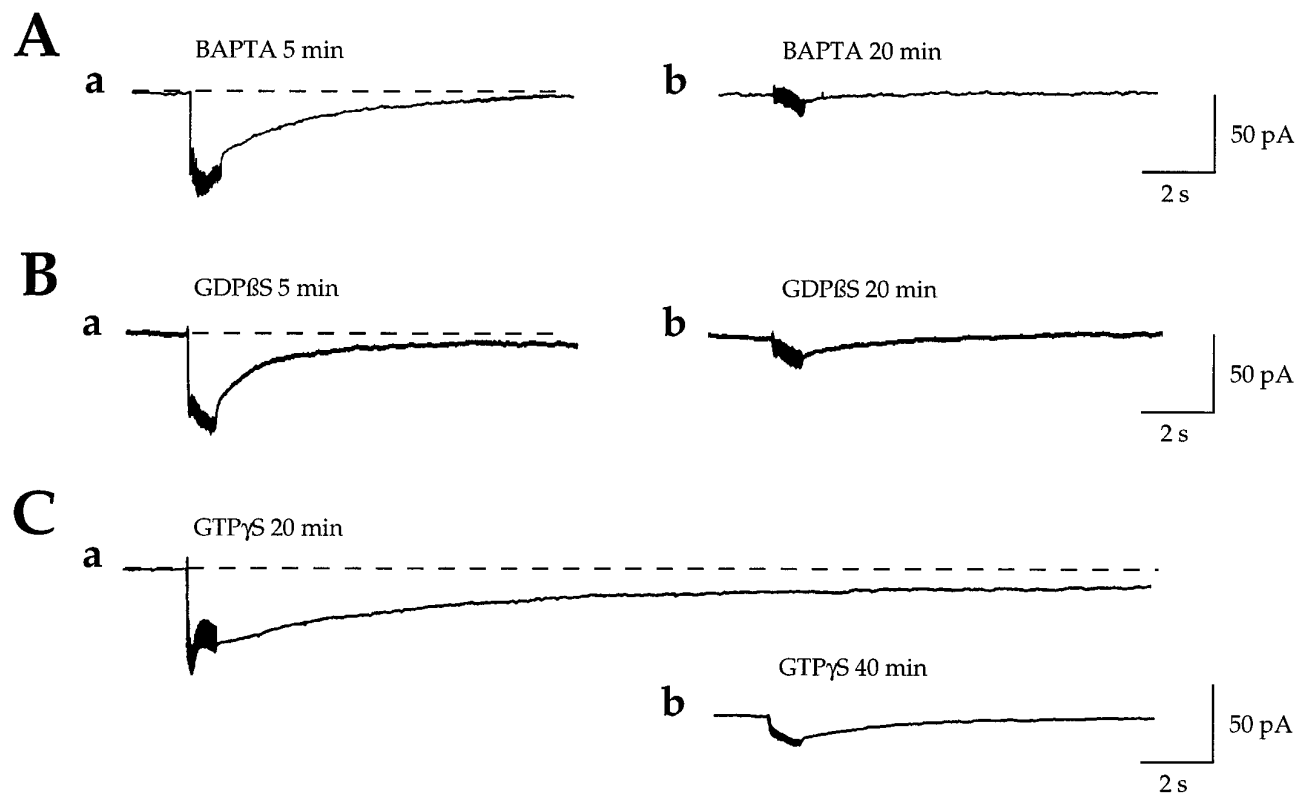 A
BAPTA 5 min
a
BAPTA 20 min
b
50 pA
2 s
B
GDPßS 5 min
a
GDPßS 20 min
b
50 pA
2 s
C
GTPγS 20 min
a
GTPγS 40 min
b
50 pA
2 s